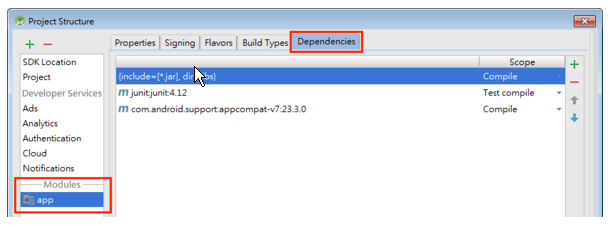 Project Structure
Properties Signing Flavors Build Types Dependencies
SDK Location
Project
Developer Services
Ads
Analytics
Authentication
Cloud
Notifications
Modules
app
Scope
{include=[*.jar], dir= bs} Compile
m junit:junit:4.12 Test compile
m com.android.support:appcompat-v7:23.3.0 Compile